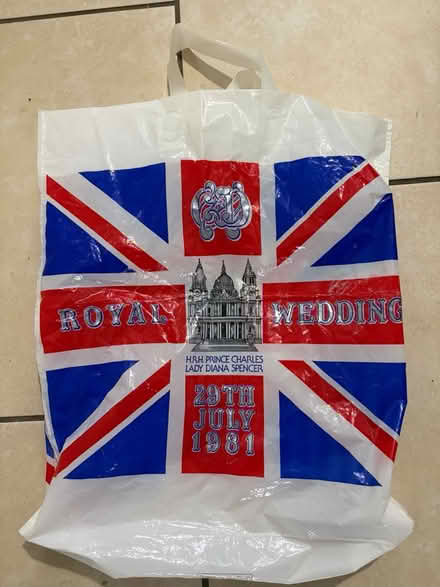 ROYAL WEDDING
H.R.H. PRINCE CHARLES
LADY DIANA SPENCER
29TH
JULY
1981